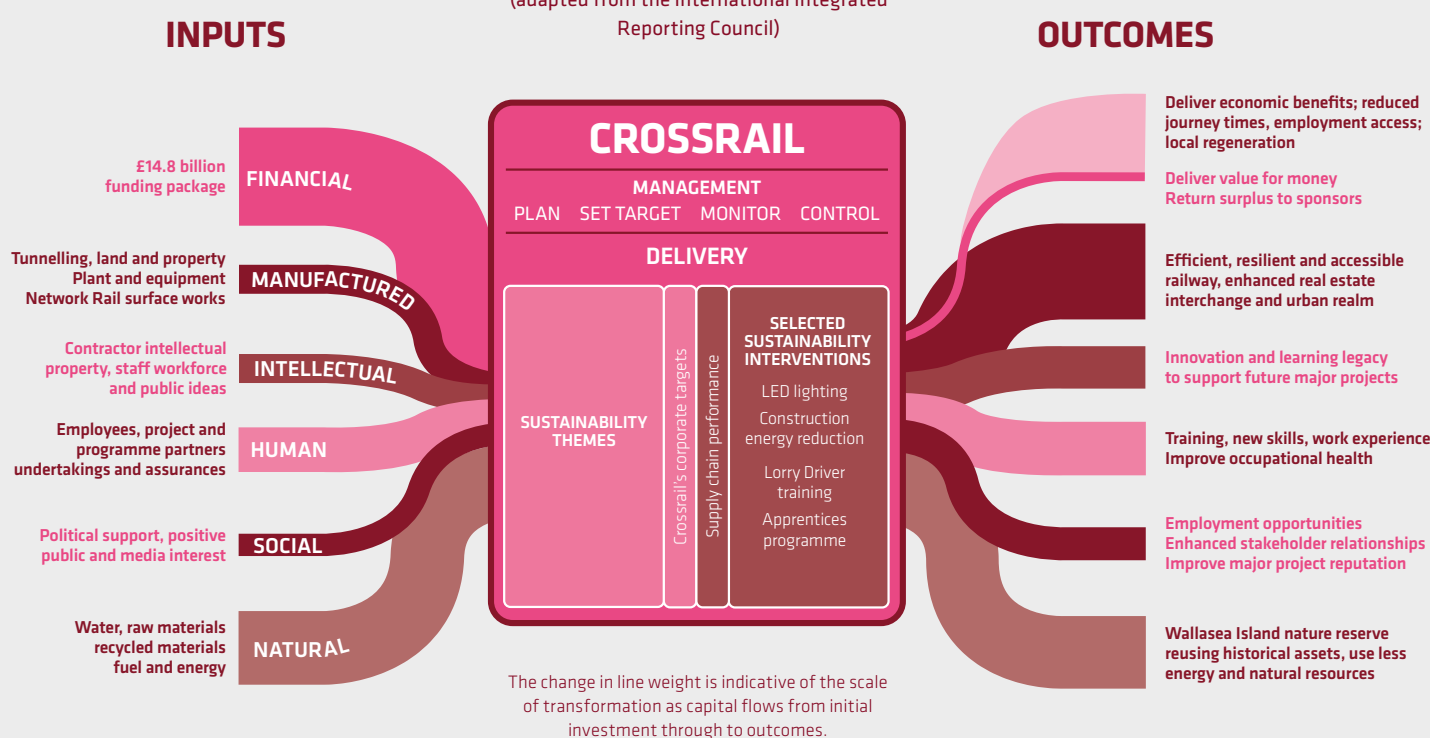 (adapted from the International Integrated
Reporting Council)
INPUTS
OUTCOMES
£14.8 billion
funding package
FINANCIAL
Tunnelling, land and property
Plant and equipment
Network Rail surface works
MANUFACTURED
Contractor intellectual
property, staff workforce
and public ideas
INTELLECTUAL
Employees, project and
programme partners
undertakings and assurances
HUMAN
Political support, positive
public and media interest
SOCIAL
Water, raw materials
recycled materials
fuel and energy
NATURAL
CROSSRAIL
MANAGEMENT
PLAN SET TARGET MONITOR CONTROL
DELIVERY
SUSTAINABILITY
THEMES
Crossrail's corporate targets
Supply chain performance
SELECTED
SUSTAINABILITY
INTERVENTIONS
LED lighting
Construction
energy reduction
Lorry Driver
training
Apprentices
programme
The change in line weight is indicative of the scale
of transformation as capital flows from initial
investment through to outcomes.
Deliver economic benefits; reduced
journey times, employment access;
local regeneration
Deliver value for money
Return surplus to sponsors
Efficient, resilient and accessible
railway, enhanced real estate
interchange and urban realm
Innovation and learning legacy
to support future major projects
Training, new skills, work experience
Improve occupational health
Employment opportunities
Enhanced stakeholder relationships
Improve major project reputation
Wallasea Island nature reserve
reusing historical assets, use less
energy and natural resources